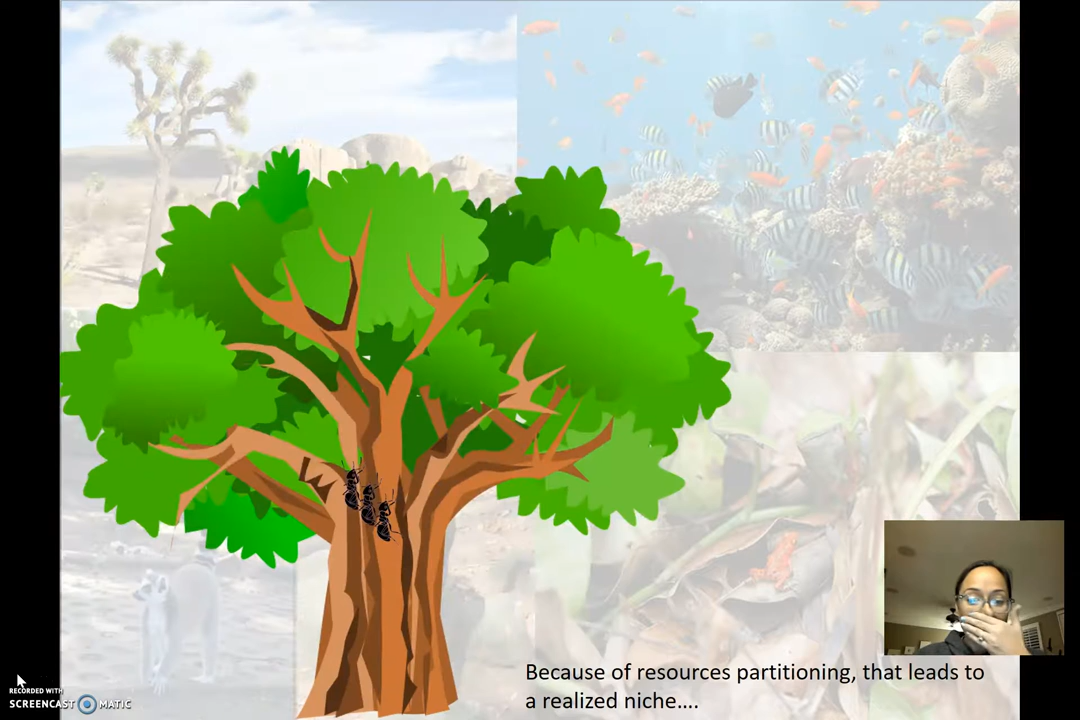 Because of resources partitioning, that leads to
a realized niche....
RECORDED WITH
SCREENCAST MATIC